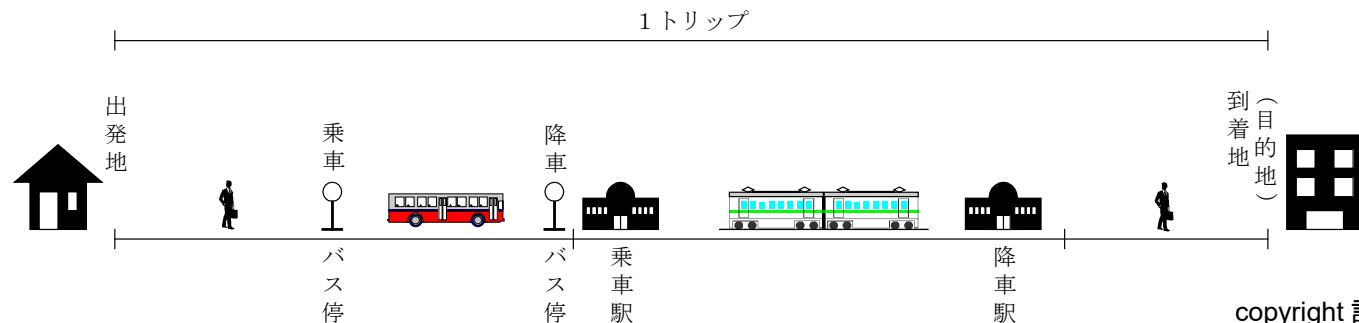 1トリップ
出発地
乗車
降車
到着地
(目的地)
バス停
バス停
乗車駅
降車駅
copyright